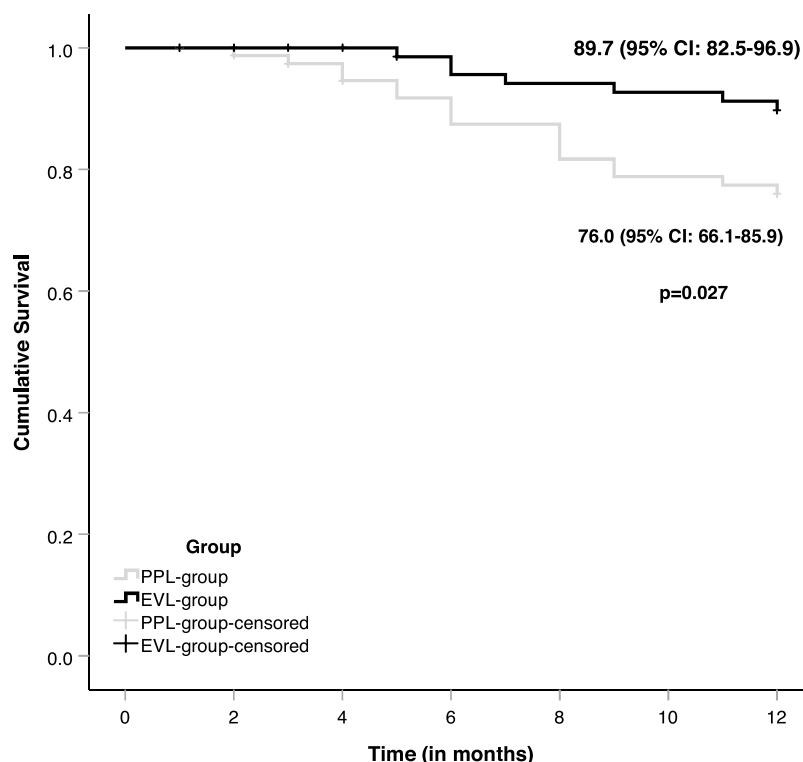 1.0
89.7 (95% CI: 82.5-96.9)
0.8
76.0 (95% CI: 66.1-85.9)
p=0.027
0.6
Cumulative Survival
0.4
0.2
Group
PPL-group
EVL-group
PPL-group-censored
EVL-group-censored
0.0
0 2 4 6 8 10 12
Time (in months)